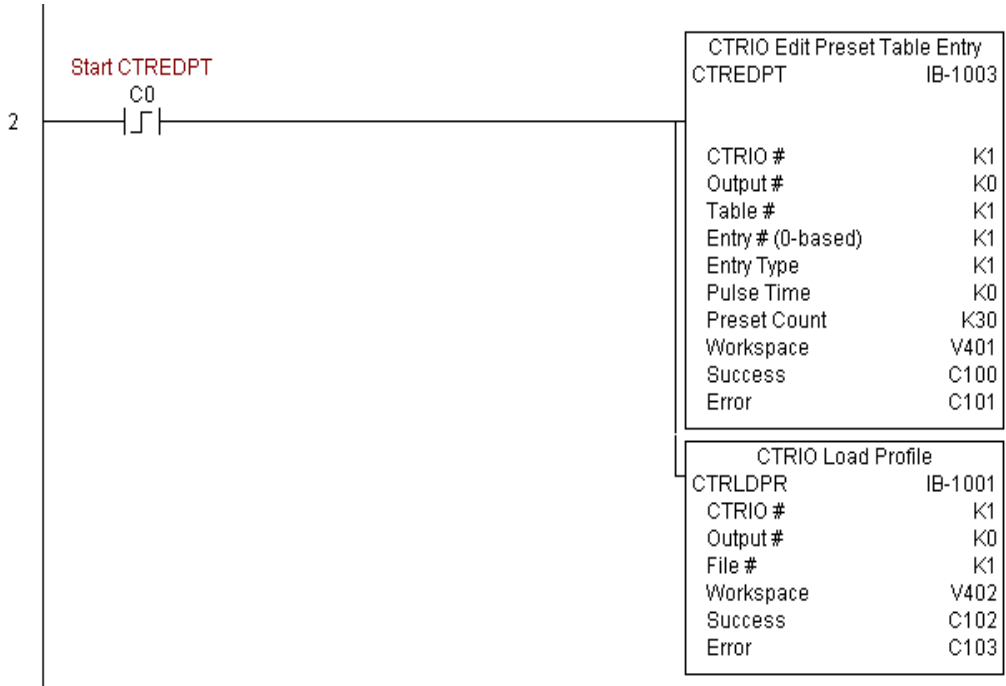 Start CTREDPT
C0
2
CTRIO Edit Preset Table Entry
CTREDPT IB-1003
CTRIO # K1
Output # K0
Table # K1
Entry # (0-based) K1
Entry Type K1
Pulse Time K0
Preset Count K30
Workspace V401
Success C100
Error C101
CTRIO Load Profile
CTRLDPR IB-1001
CTRIO # K1
Output # K0
File # K1
Workspace V402
Success C102
Error C103